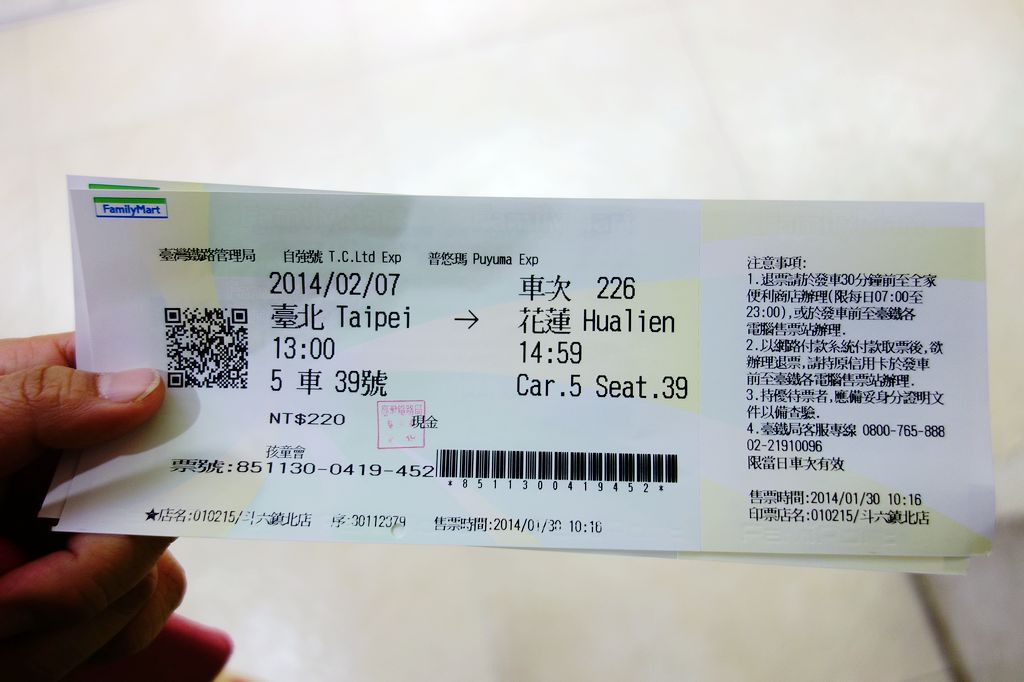 FamilyMart
臺灣鐵路管理局 自強號 T.C.Ltd Exp 普悠瑪 Puyuma Exp
2014/02/07 車次 226
臺北 Taipei → 花蓮 Hualien
13:00 14:59
5 車 39號 Car.5 Seat.39
NT$220 現金
孩童會
票號:851130-0419-452
*8511300419452*
★店名:010215/斗六鎮北店 序:30112379 售票時間:2014/01/30 10:16
注意事項:
1.退票請於發車30分鐘前至全家
便利商店辦理(限每日07:00至
23:00),或於發車前至臺鐵各
電腦售票站辦理.
2.以網路付款系統付款取票後,欲
辦理退票,請持原信用卡於發車
前至臺鐵各電腦售票站辦理.
3.持優待票者,應備妥身分證明文
件以備查驗.
4.臺鐵局客服專線 0800-765-888
02-21910096
限當日車次有效
售票時間:2014/01/30 10:16
印票店名:010215/斗六鎮北店